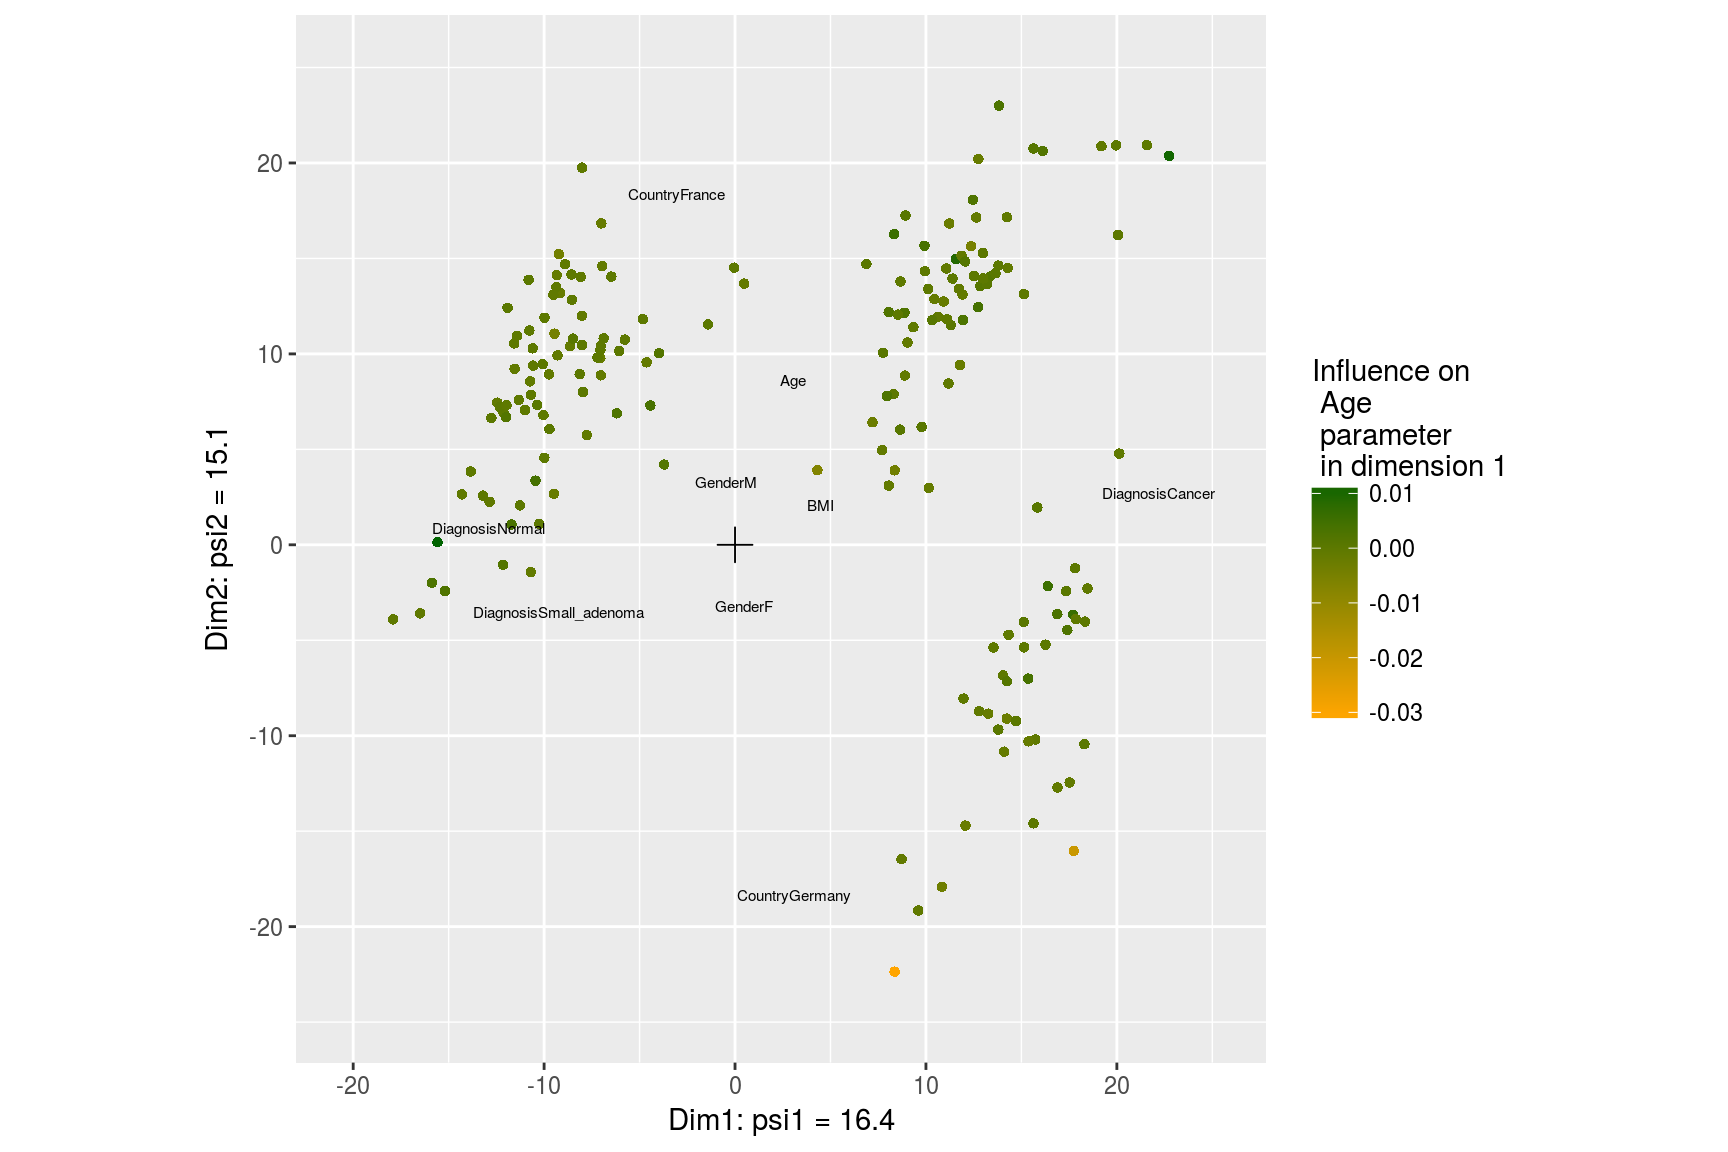 20
10
0
-10
-20
Dim2: psi2 = 15.1
-20
-10
0
10
20
Dim1: psi1 = 16.4
CountryFrance
Age
GenderM
BMI
DiagnosisCancer
DiagnosisNormal
DiagnosisSmall_adenoma
GenderF
CountryGermany
Influence on
Age
parameter
in dimension 1
0.01
0.00
-0.01
-0.02
-0.03